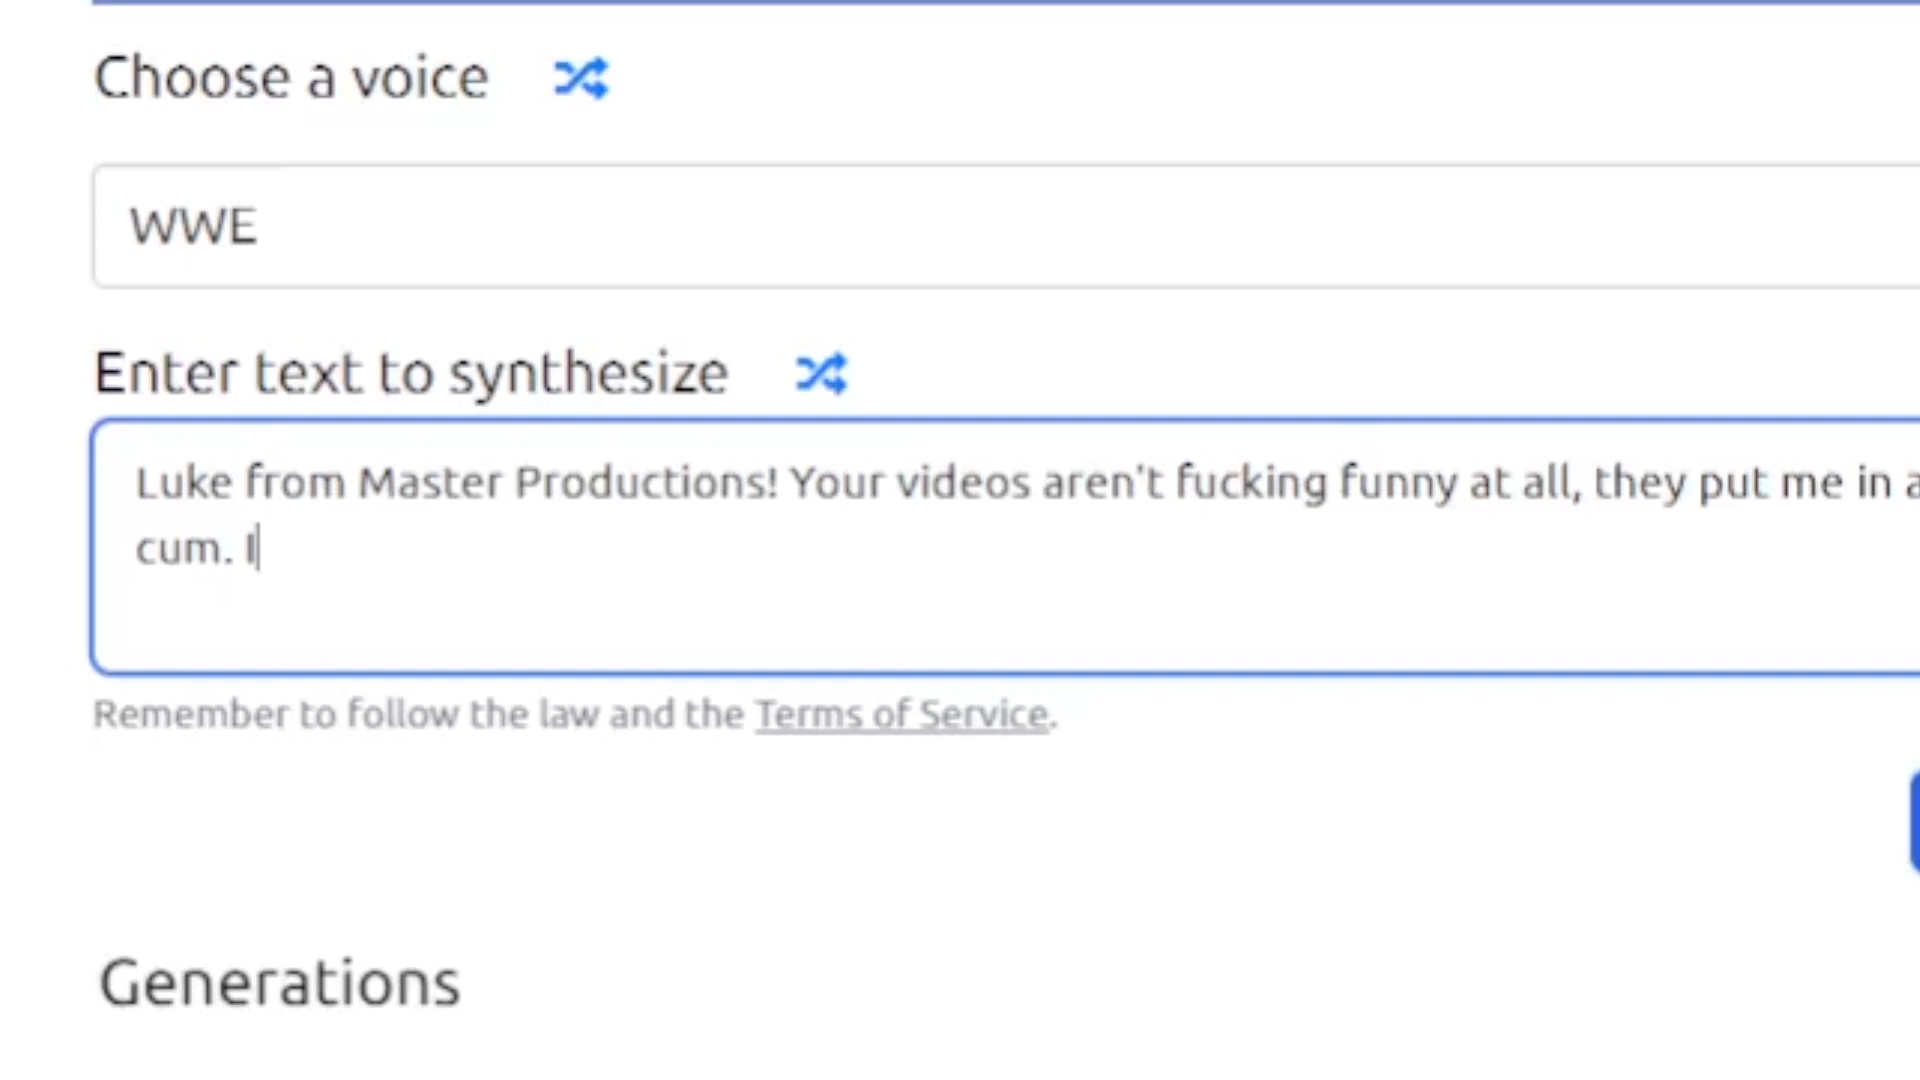 Choose a voice
WWE
Enter text to synthesize
Luke from Master Productions! Your videos aren't fucking funny at all, they put me in a
cum. I
Remember to follow the law and the Terms of Service.
Generations